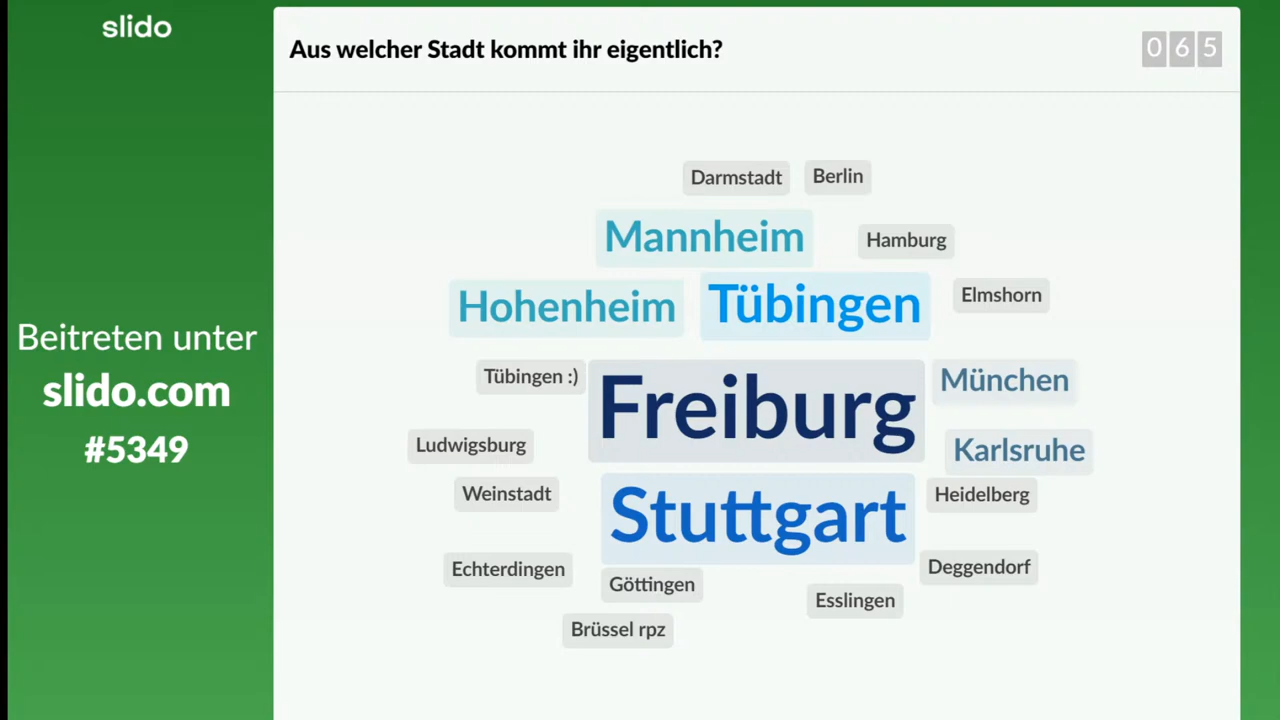 slido
Aus welcher Stadt kommt ihr eigentlich?
065
Beitreten unter
slido.com
#5349
Darmstadt
Berlin
Mannheim
Hamburg
Hohenheim
Tübingen
Elmshorn
Tübingen :)
Freiburg
München
Ludwigsburg
Karlsruhe
Weinstadt
Stuttgart
Heidelberg
Echterdingen
Göttingen
Deggendorf
Esslingen
Brüssel rpz